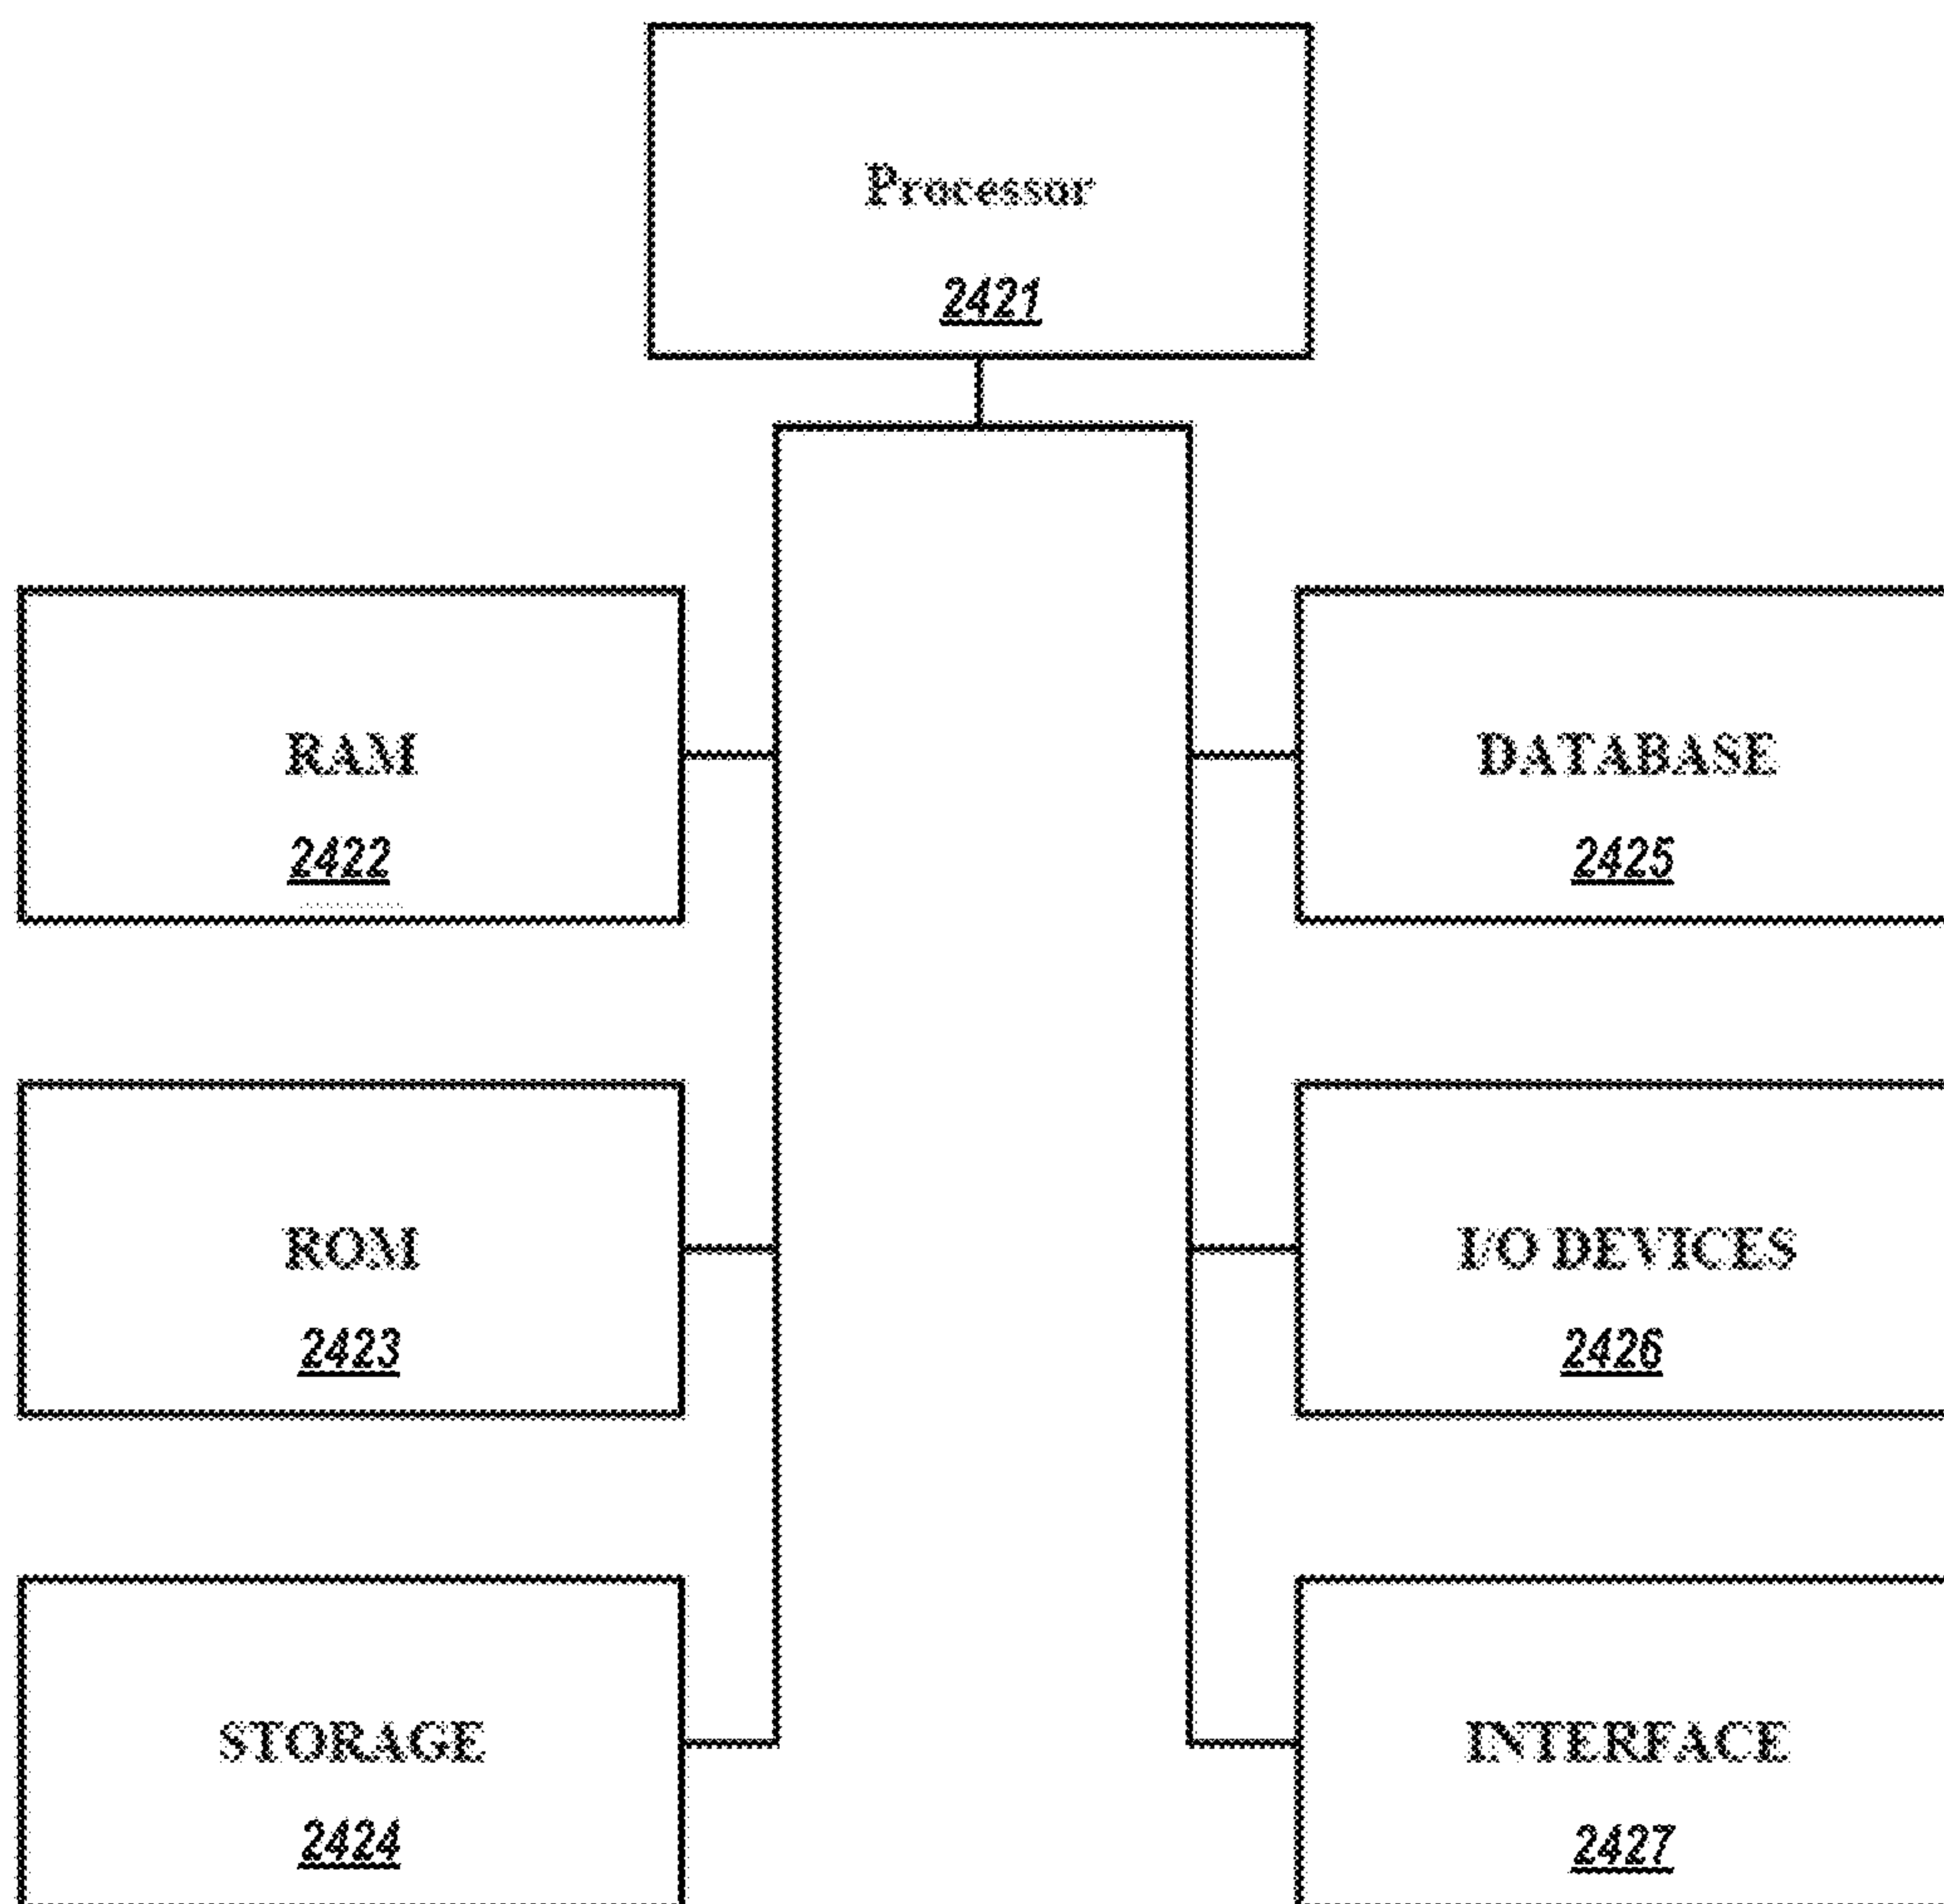 Processor
2421
RAM
2422
DATABASE
2425
ROM
2423
I/O DEVICES
2426
STORAGE
2424
INTERFACE
2427